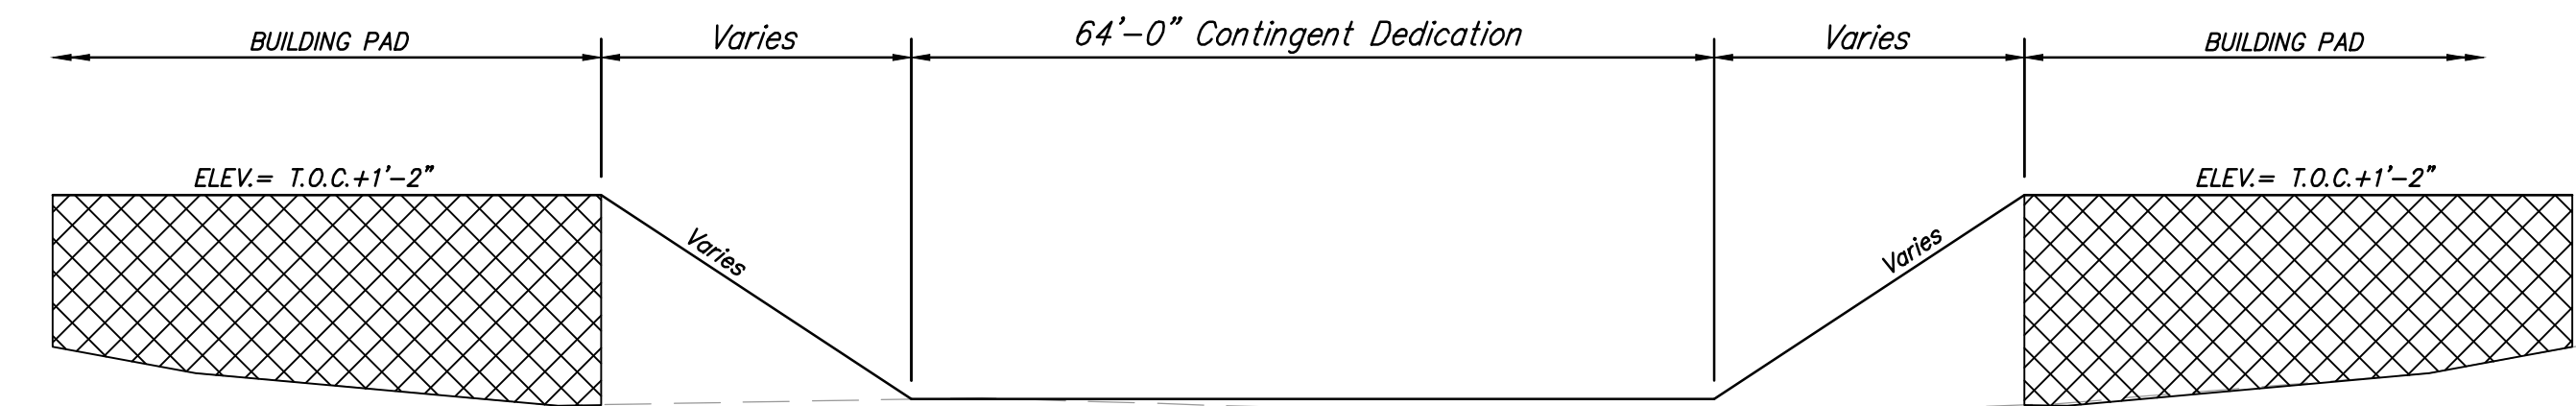 BUILDING PAD
Varies
64'-0" Contingent Dedication
Varies
BUILDING PAD
ELEV.= T.O.C.+1'-2"
ELEV.= T.O.C.+1'-2"
Varies
Varies